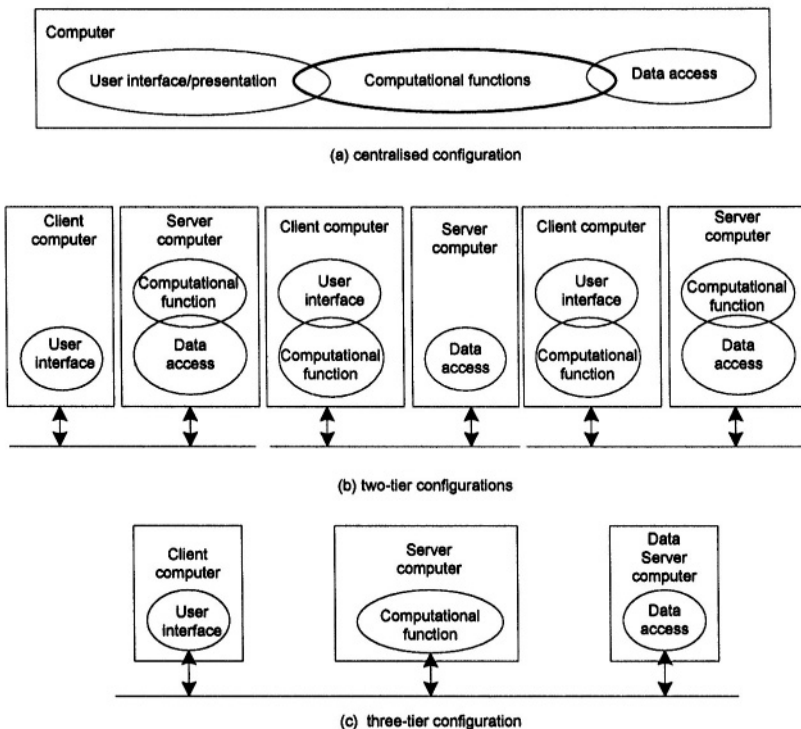 Computer
User interface/presentation
Computational functions
Data access
(a) centralised configuration
Client
computer
User
interface
Server
computer
Computational
function
Data
access
Client computer
User
interface
Computational
function
Server
computer
Data
access
Client computer
User
interface
Computational
function
Server
computer
Computational
function
Data
access
(b) two-tier configurations
Client
computer
User
interface
Server
computer
Computational
function
Data
Server
computer
Data
access
(c) three-tier configuration